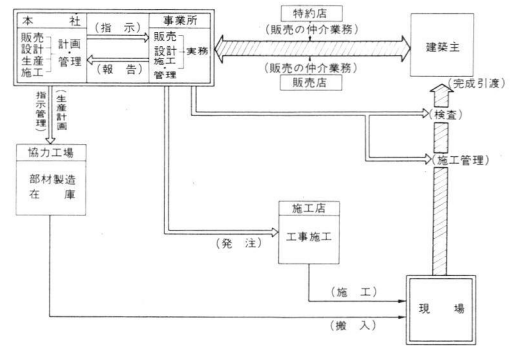 本　社
事業所
販売
設計
生産
施工
計画
・
管理
(指　示)
(報　告)
販売
設計
施工
・
管理
実務
特約店
(販売の仲介業務)
(販売の仲介業務)
販売店
建築主
(完成引渡)
(検査)
(施工管理)
(生産計画
指示管理)
協力工場
部材製造
在　庫
施工店
工事施工
(発　注)
(施　工)
(搬　入)
現　場